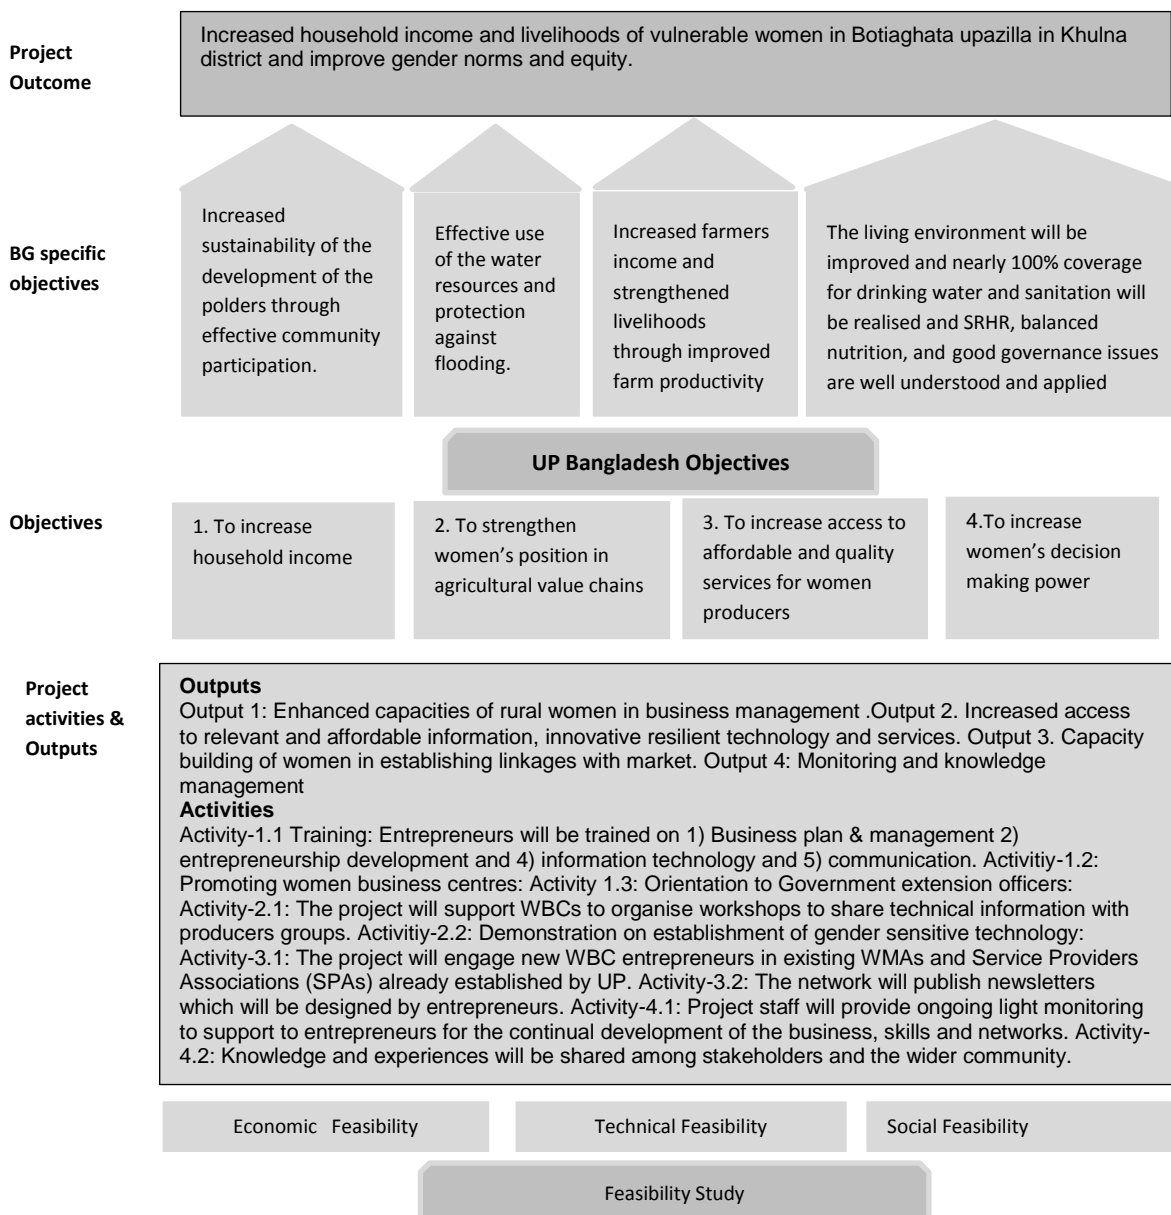 Project
Outcome
Increased household income and livelihoods of vulnerable women in Botiaghata upazilla in Khulna
district and improve gender norms and equity.
BG specific
objectives
Increased
sustainability of the
development of the
polders through
effective community
participation.
Effective use
of the water
resources and
protection
against
flooding.
Increased farmers
income and
strengthened
livelihoods
through improved
farm productivity
The living environment will be
improved and nearly 100% coverage
for drinking water and sanitation will
be realised and SRHR, balanced
nutrition, and good governance issues
are well understood and applied
UP Bangladesh Objectives
Objectives
1. To increase
household income
2. To strengthen
women’s position in
agricultural value chains
3. To increase access to
affordable and quality
services for women
producers
4.To increase
women’s decision
making power
Project
activities &
Outputs
Outputs
Output 1: Enhanced capacities of rural women in business management .Output 2. Increased access
to relevant and affordable information, innovative resilient technology and services. Output 3. Capacity
building of women in establishing linkages with market. Output 4: Monitoring and knowledge
management
Activities
Activity-1.1 Training: Entrepreneurs will be trained on 1) Business plan & management 2)
entrepreneurship development and 4) information technology and 5) communication. Activitiy-1.2:
Promoting women business centres: Activity 1.3: Orientation to Government extension officers:
Activity-2.1: The project will support WBCs to organise workshops to share technical information with
producers groups. Activitiy-2.2: Demonstration on establishment of gender sensitive technology:
Activity-3.1: The project will engage new WBC entrepreneurs in existing WMAs and Service Providers
Associations (SPAs) already established by UP. Activity-3.2: The network will publish newsletters
which will be designed by entrepreneurs. Activity-4.1: Project staff will provide ongoing light monitoring
to support to entrepreneurs for the continual development of the business, skills and networks. Activity-
4.2: Knowledge and experiences will be shared among stakeholders and the wider community.
Economic Feasibility
Technical Feasibility
Social Feasibility
Feasibility Study